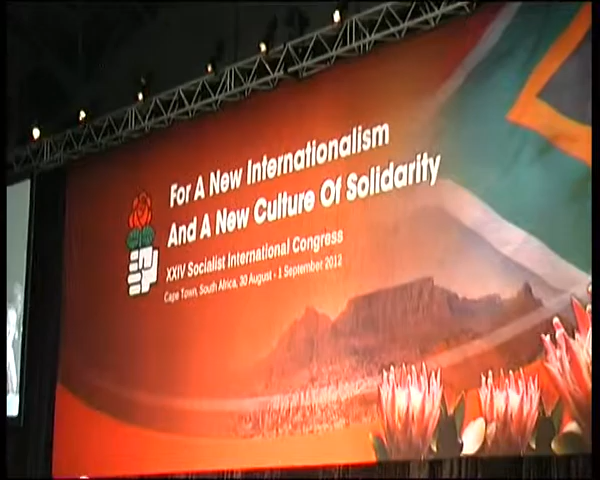 For A New Internationalism
And A New Culture Of Solidarity
XXIV Socialist International Congress
Cape Town, South Africa, 30 August - 1 September 2012